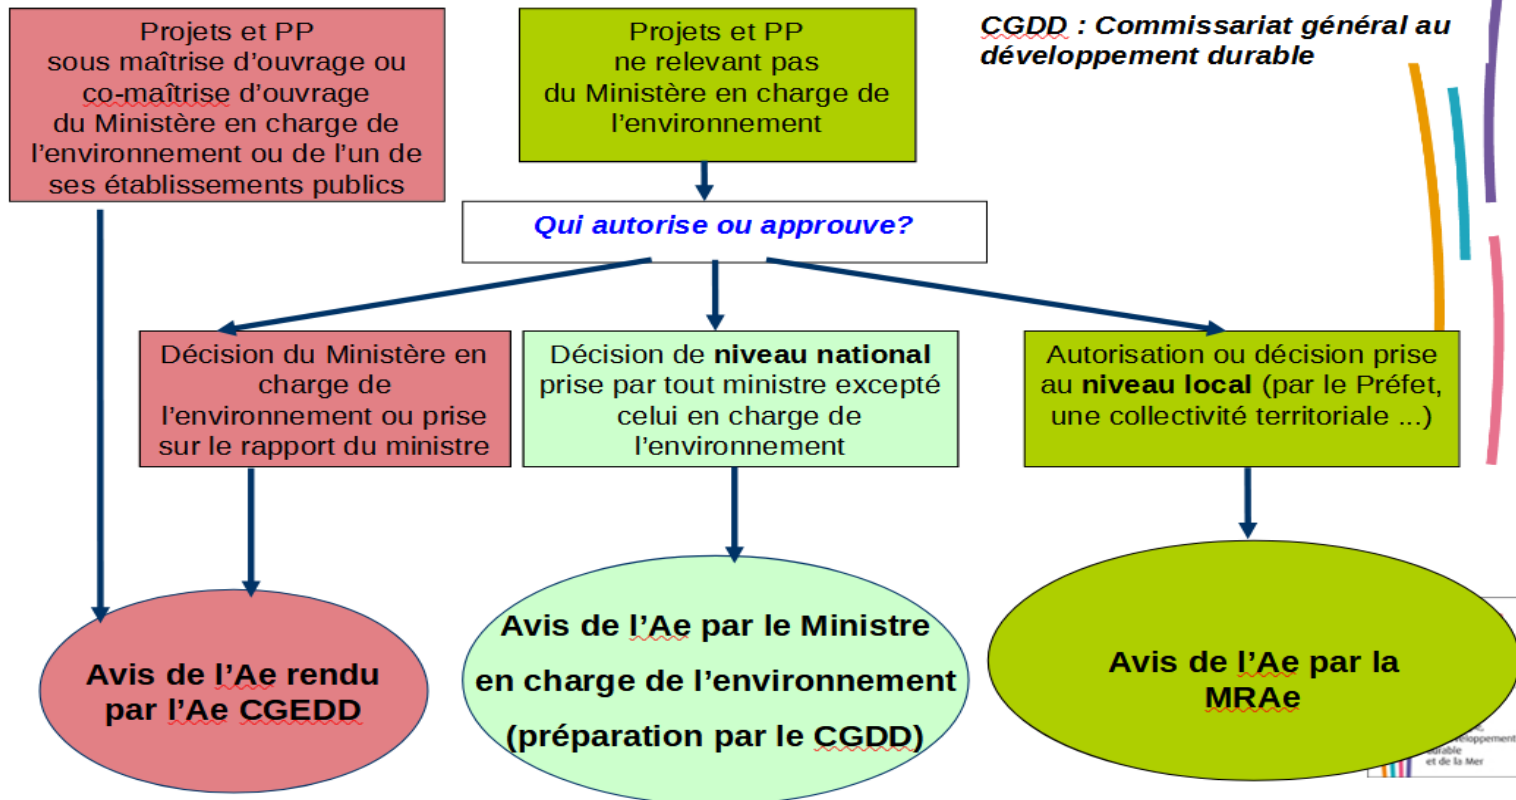 Projets et PP
sous maîtrise d’ouvrage ou
co-maîtrise d’ouvrage
du Ministère en charge de
l’environnement ou de l’un de
ses établissements publics
Projets et PP
ne relevant pas
du Ministère en charge de
l’environnement
CGDD : Commissariat général au
développement durable
Qui autorise ou approuve?
Décision du Ministère en
charge de
l’environnement ou prise
sur le rapport du ministre
Décision de niveau national
prise par tout ministre excepté
celui en charge de
l’environnement
Autorisation ou décision prise
au niveau local (par le Préfet,
une collectivité territoriale ...)
Avis de l’Ae rendu
par l’Ae CGEDD
Avis de l’Ae par le Ministre
en charge de l’environnement
(préparation par le CGDD)
Avis de l’Ae par la
MRAe
et de la Mer